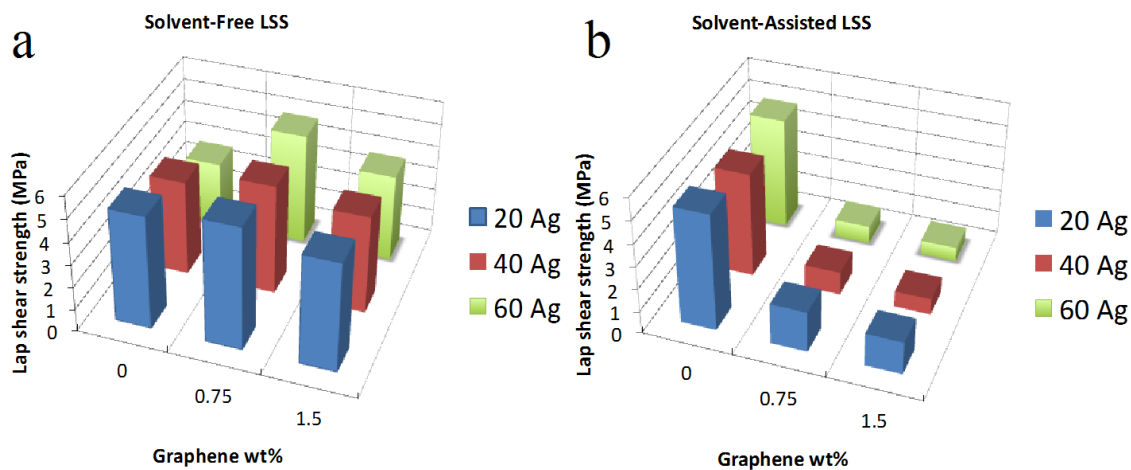 a
Solvent-Free LSS
Lap shear strength (MPa)
6
5
4
3
2
1
0
0
0.75
1.5
Graphene wt%
20 Ag
40 Ag
60 Ag
b
Solvent-Assisted LSS
Lap shear strength (MPa)
6
5
4
3
2
1
0
0
0.75
1.5
Graphene wt%
20 Ag
40 Ag
60 Ag